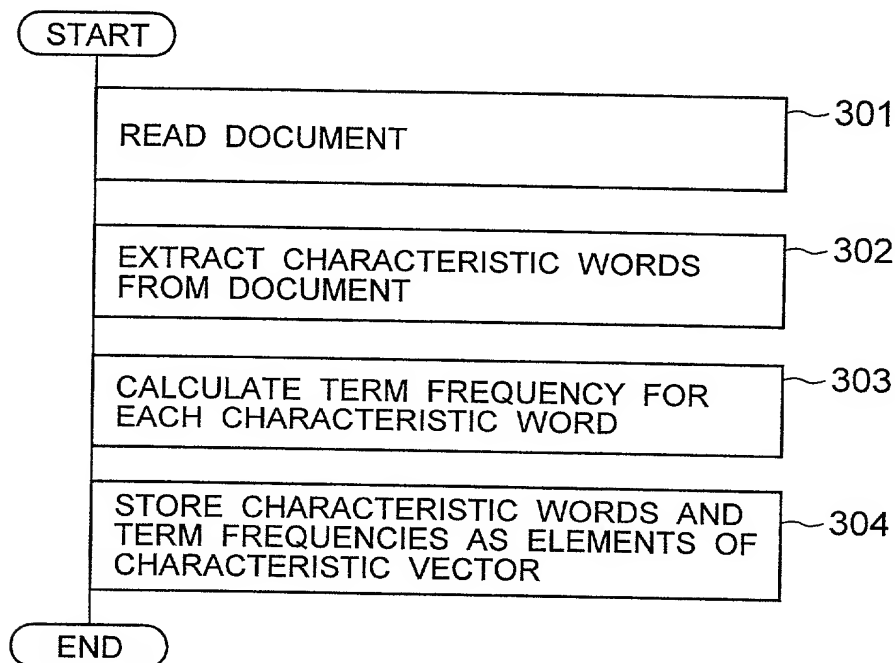 START
READ DOCUMENT
301
EXTRACT CHARACTERISTIC WORDS
FROM DOCUMENT
302
CALCULATE TERM FREQUENCY FOR
EACH CHARACTERISTIC WORD
303
STORE CHARACTERISTIC WORDS AND
TERM FREQUENCIES AS ELEMENTS OF
CHARACTERISTIC VECTOR
304
END